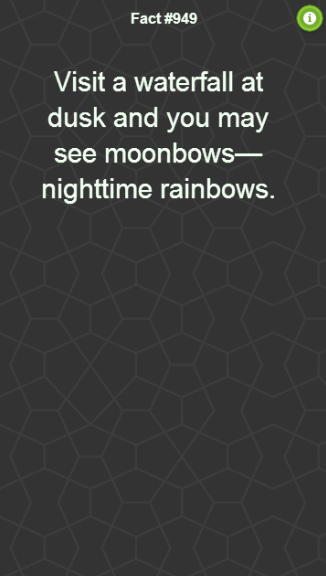 Fact #949
Visit a waterfall at
dusk and you may
see moonbows—
nighttime rainbows.